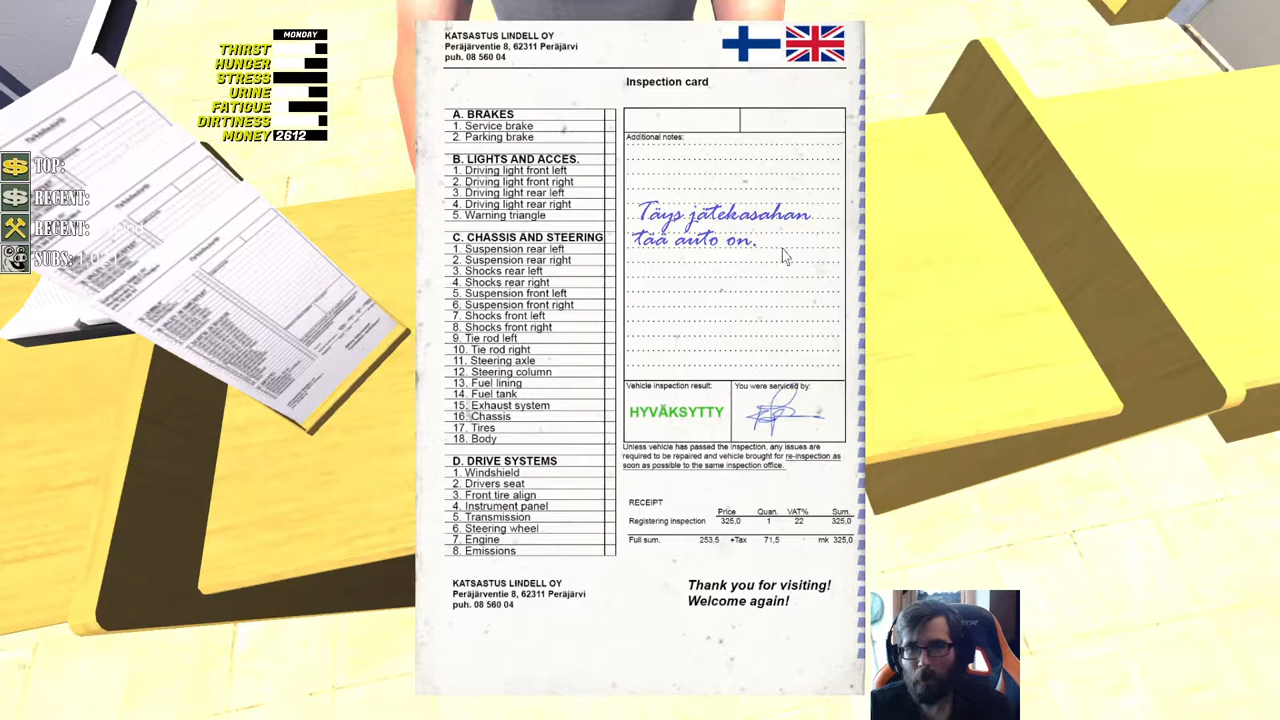 MONDAY
THIRST
HUNGER
STRESS
URINE
FATIGUE
DIRTINESS
MONEY 2612
TOP:
RECENT:
RECENT:
SUBS:
KATSASTUS LINDELL OY
Peräjärventie 8, 62311 Peräjärvi
puh. 08 560 04
Inspection card
A. BRAKES
1. Service brake
2. Parking brake
B. LIGHTS AND ACCES.
1. Driving light front left
2. Driving light front right
3. Driving light rear left
4. Driving light rear right
5. Warning triangle
C. CHASSIS AND STEERING
1. Suspension rear left
2. Suspension rear right
3. Shocks rear left
4. Shocks rear right
5. Suspension front left
6. Suspension front right
7. Shocks front left
8. Shocks front right
9. Tie rod left
10. Tie rod right
11. Steering axle
12. Steering column
13. Fuel lining
14. Fuel tank
15. Exhaust system
16. Chassis
17. Tires
18. Body
D. DRIVE SYSTEMS
1. Windshield
2. Drivers seat
3. Front tire align
4. Instrument panel
5. Transmission
6. Steering wheel
7. Engine
8. Emissions
Additional notes:
Täys jätekasahan
tää auto on.
Vehicle inspection result:
HYVÄKSYTTY
You were serviced by:
Unless vehicle has passed the inspection, any issues are
required to be repaired and vehicle brought for re-inspection as
soon as possible to the same inspection office.
RECEIPT
Price Quan. VAT% Sum.
Registering inspection 325,0 1 22 325,0
Full sum. 253,5 +Tax 71,5 mk 325,0
KATSASTUS LINDELL OY
Peräjärventie 8, 62311 Peräjärvi
puh. 08 560 04
Thank you for visiting!
Welcome again!